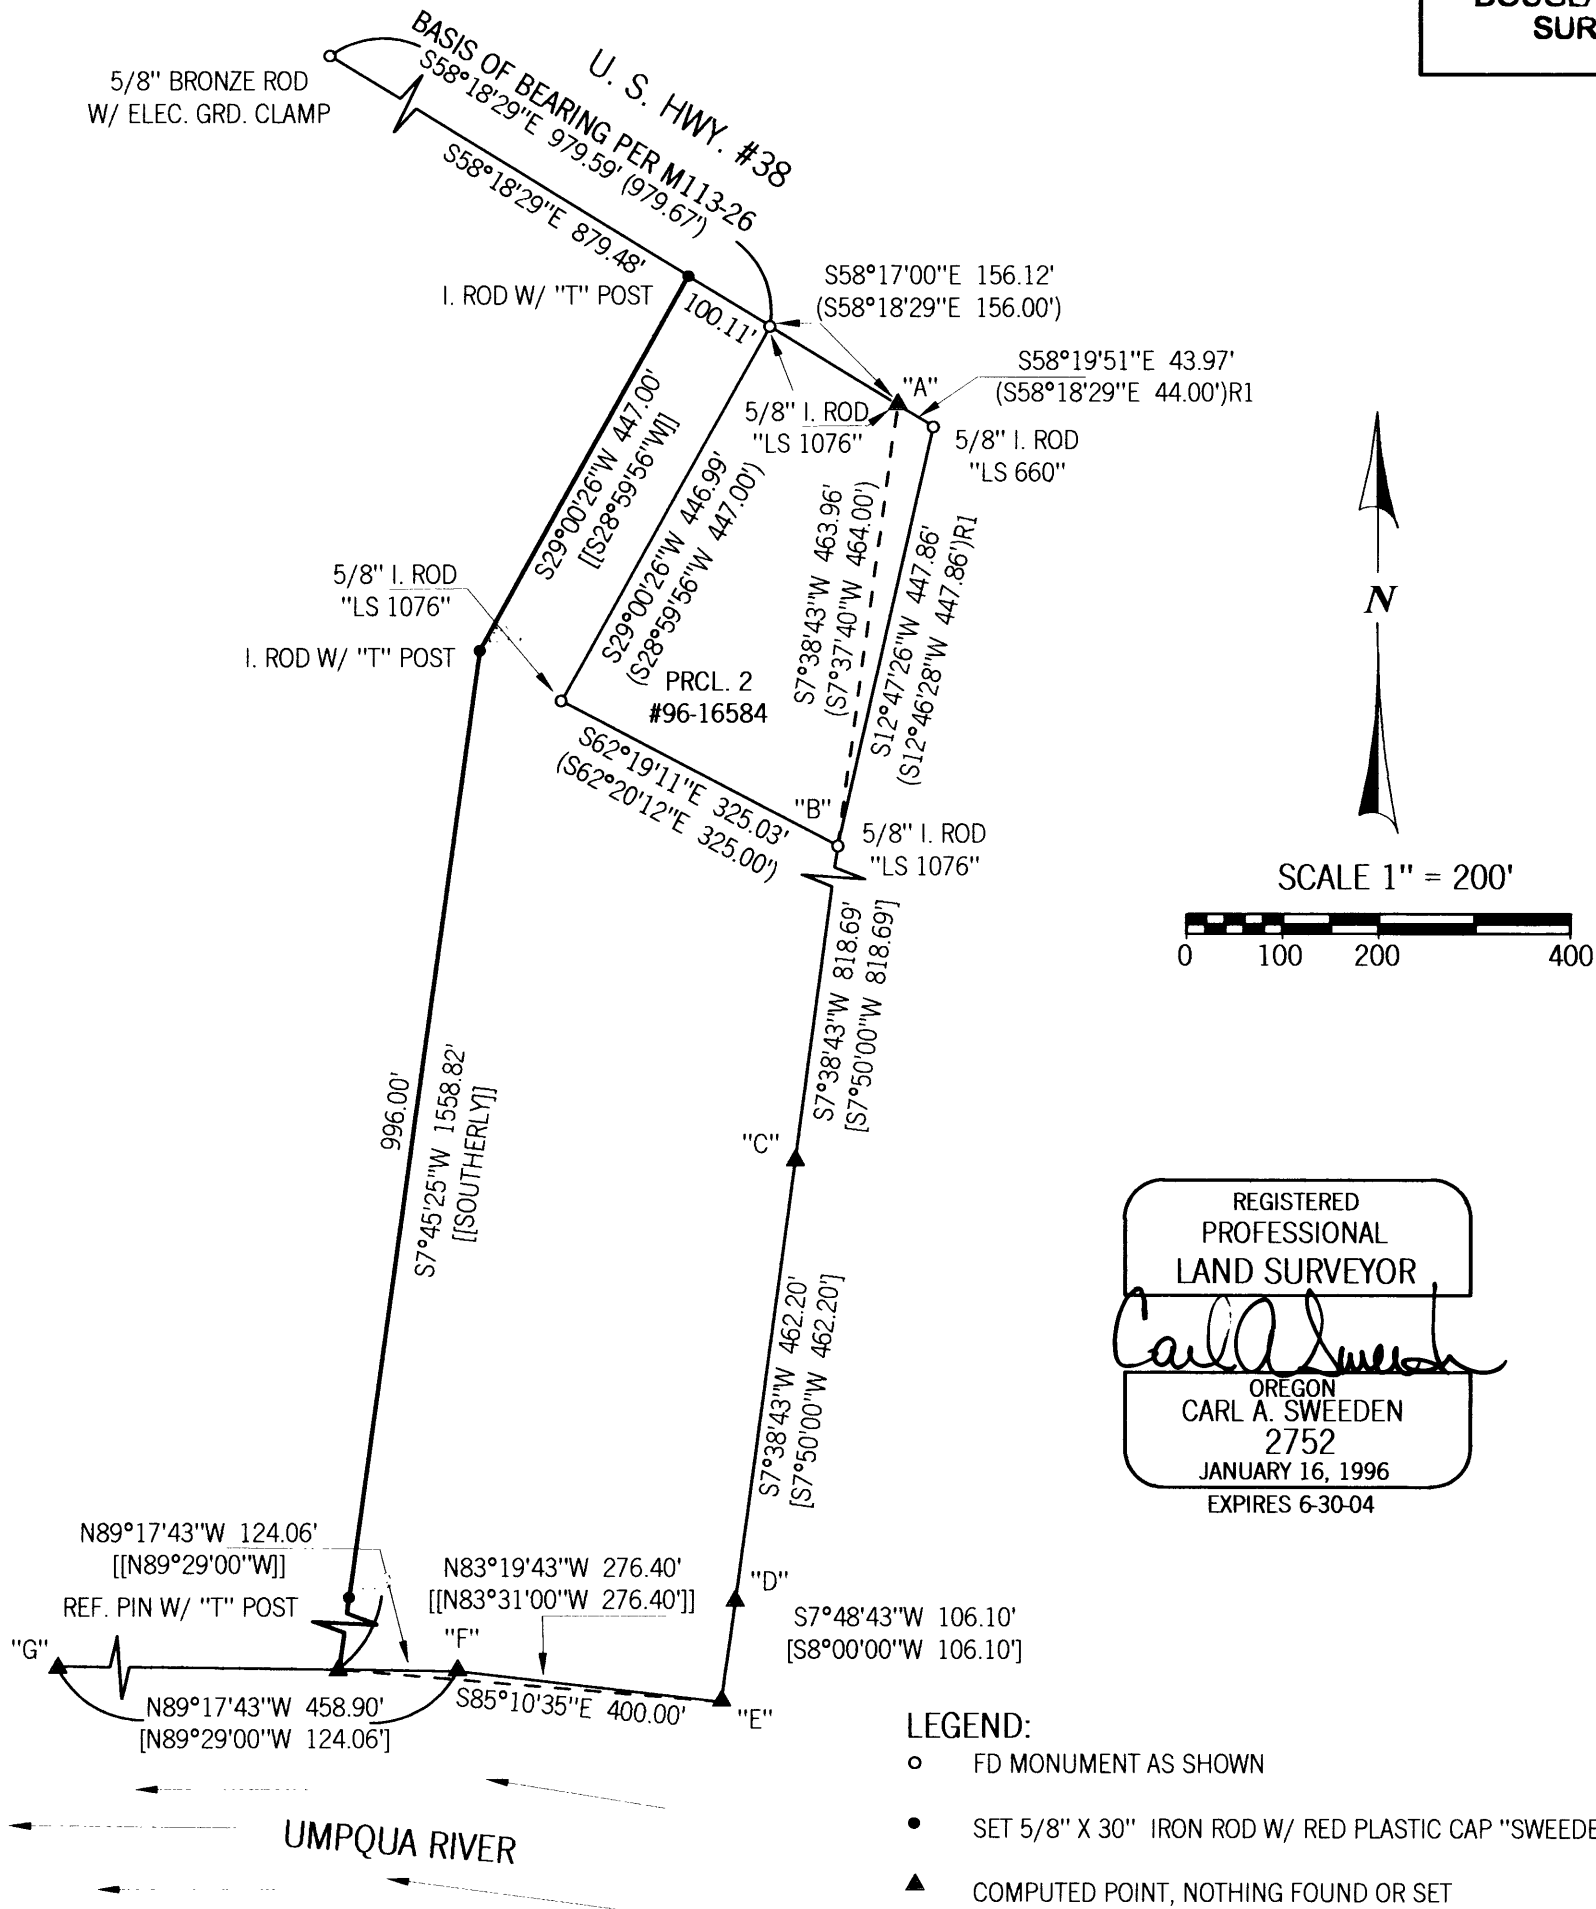 SUR
BASIS OF BEARING PER M113-26
S58°18'29"E 979.59' (979.67')
U. S. HWY. #38
5/8" BRONZE ROD
W/ ELEC. GRD. CLAMP
S58°18'29"E 879.48'
I. ROD W/ "T" POST
100.11'
S58°17'00"E 156.12'
(S58°18'29"E 156.00')
S58°19'51"E 43.97'
(S58°18'29"E 44.00')R1
"A"
5/8" I. ROD
"LS 1076"
5/8" I. ROD
"LS 660"
S29°00'26"W 447.00'
[[S28°59'56"W]]
S29°00'26"W 446.99'
(S28°59'56"W 447.00')
S7°38'43"W 463.96'
(S7°37'40"W 464.00')
S12°47'26"W 447.86'
(S12°46'28"W 447.86')R1
5/8" I. ROD
"LS 1076"
I. ROD W/ "T" POST
PRCL. 2
#96-16584
N
S62°19'11"E 325.03'
(S62°20'12"E 325.00')
"B"
5/8" I. ROD
"LS 1076"
SCALE 1" = 200'
0 100 200 400
S7°38'43"W 818.69'
[S7°50'00"W 818.69']
996.00'
S7°45'25"W 1558.82'
[[SOUTHERLY]]
"C"
REGISTERED
PROFESSIONAL
LAND SURVEYOR
Carl A Sweeden
OREGON
CARL A. SWEEDEN
2752
JANUARY 16, 1996
EXPIRES 6-30-04
S7°38'43"W 462.20'
[S7°50'00"W 462.20']
N89°17'43"W 124.06'
[[N89°29'00"W]]
N83°19'43"W 276.40'
[[N83°31'00"W 276.40']]
REF. PIN W/ "T" POST
"D"
S7°48'43"W 106.10'
[S8°00'00"W 106.10']
"G"
"F"
N89°17'43"W 458.90'
[N89°29'00"W 124.06']
S85°10'35"E 400.00'
"E"
UMPQUA RIVER
LEGEND:
FD MONUMENT AS SHOWN
SET 5/8" X 30" IRON ROD W/ RED PLASTIC CAP "SWEEDE
COMPUTED POINT, NOTHING FOUND OR SET